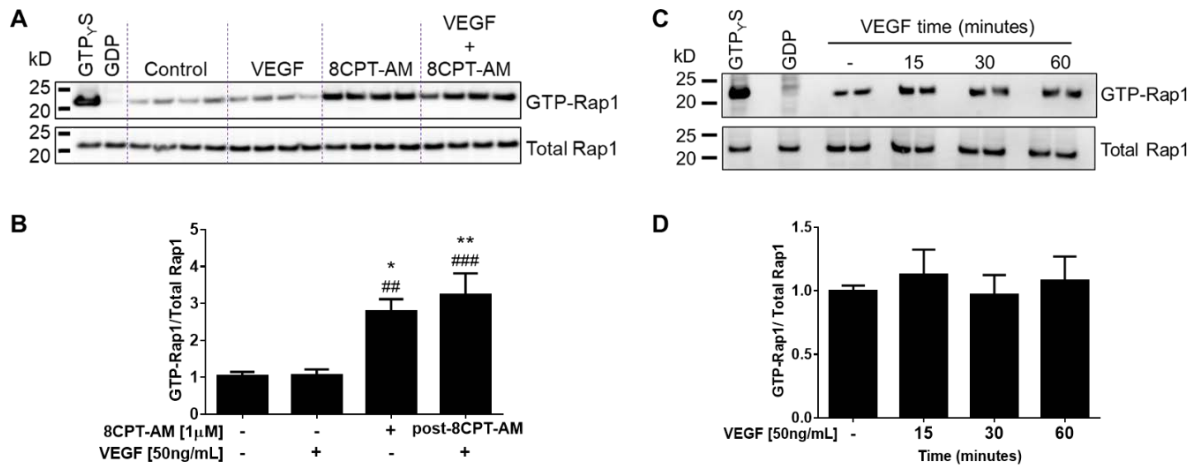 A
kD
GTPγS
GDP
Control
VEGF
8CPT-AM
VEGF
+
8CPT-AM
25
20
GTP-Rap1
25
20
Total Rap1
B
GTP-Rap1/Total Rap1
5
4
3
2
1
0
*
##
**
###
8CPT-AM [1µM] - - + post-8CPT-AM
VEGF [50ng/mL] - + - +
C
kD
GTPγS
GDP
VEGF time (minutes)
- 15 30 60
25
20
GTP-Rap1
25
20
Total Rap1
D
GTP-Rap1/ Total Rap1
1.5
1.0
0.5
0.0
VEGF [50ng/mL] - 15 30 60
Time (minutes)